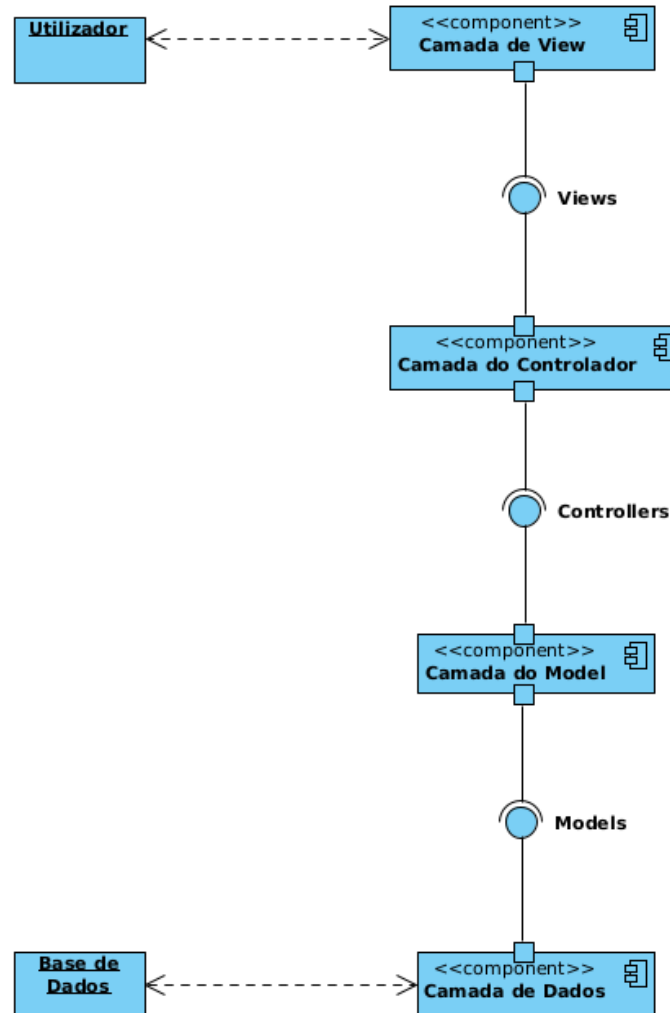 Utilizador
<<component>>
Camada de View
Views
<<component>>
Camada do Controlador
Controllers
<<component>>
Camada do Model
Models
Base de
Dados
<<component>>
Camada de Dados